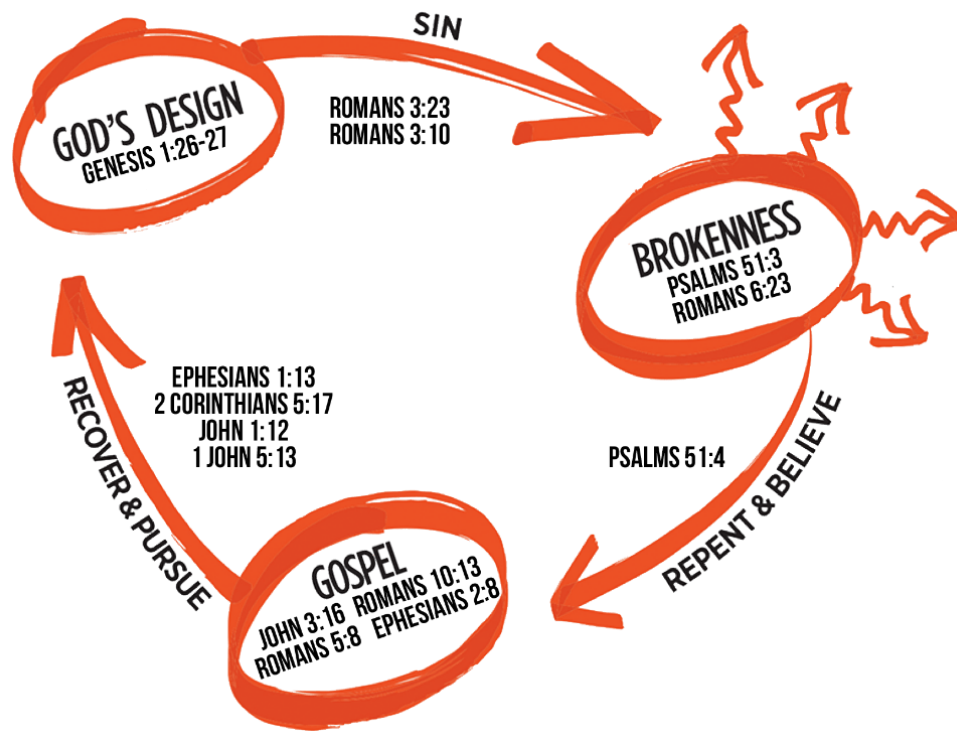 SIN
GOD'S DESIGN
GENESIS 1:26-27
ROMANS 3:23
ROMANS 3:10
BROKENNESS
PSALMS 51:3
ROMANS 6:23
EPHESIANS 1:13
2 CORINTHIANS 5:17
JOHN 1:12
1 JOHN 5:13
RECOVER & PURSUE
PSALMS 51:4
REPENT & BELIEVE
GOSPEL
JOHN 3:16 ROMANS 10:13
ROMANS 5:8 EPHESIANS 2:8